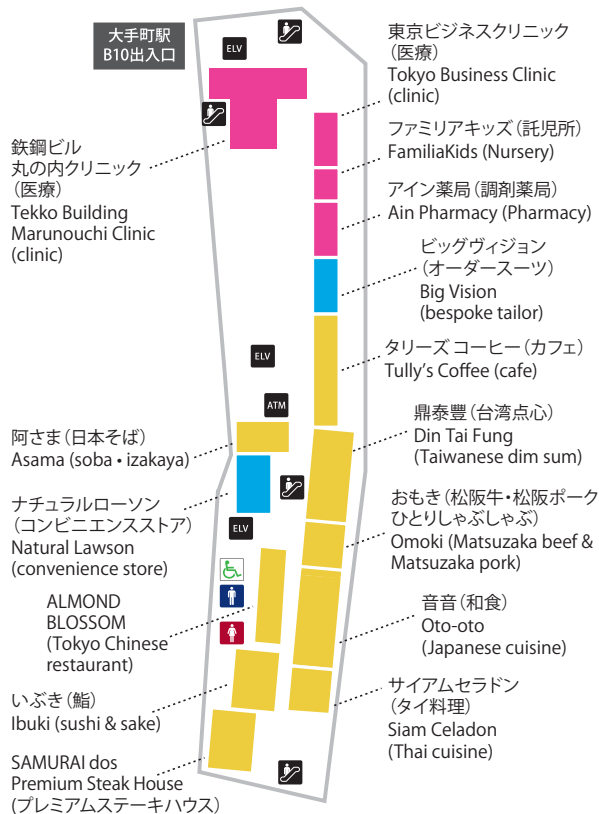 大手町駅
B10出入口
ELV
鉄鋼ビル
丸の内クリニック
(医療)
Tekko Building
Marunouchi Clinic
(clinic)
ELV
ATM
阿さま(日本そば)
Asama (soba • izakaya)
ナチュラルローソン
(コンビニエンスストア)
Natural Lawson
(convenience store)
ELV
ALMOND
BLOSSOM
(Tokyo Chinese
restaurant)
いぶき(鮨)
Ibuki (sushi & sake)
SAMURAI dos
Premium Steak House
(プレミアムステーキハウス)
東京ビジネスクリニック
(医療)
Tokyo Business Clinic
(clinic)
ファミリアキッズ(託児所)
FamiliaKids (Nursery)
アイン薬局(調剤薬局)
Ain Pharmacy (Pharmacy)
ビッグヴィジョン
(オーダースーツ)
Big Vision
(bespoke tailor)
タリーズ コーヒー(カフェ)
Tully's Coffee (cafe)
鼎泰豐(台湾点心)
Din Tai Fung
(Taiwanese dim sum)
おもき(松阪牛・松阪ポーク
ひとりしゃぶしゃぶ)
Omoki (Matsuzaka beef &
Matsuzaka pork)
音音(和食)
Oto-oto
(Japanese cuisine)
サイアムセラドン
(タイ料理)
Siam Celadon
(Thai cuisine)